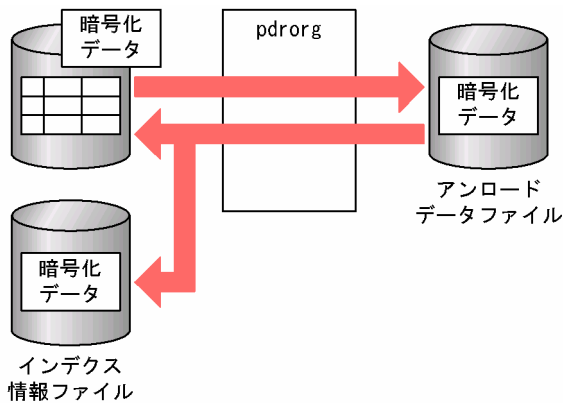 暗号化
データ
pdrorg
暗号化
データ
アンロード
データファイル
暗号化
データ
インデクス
情報ファイル